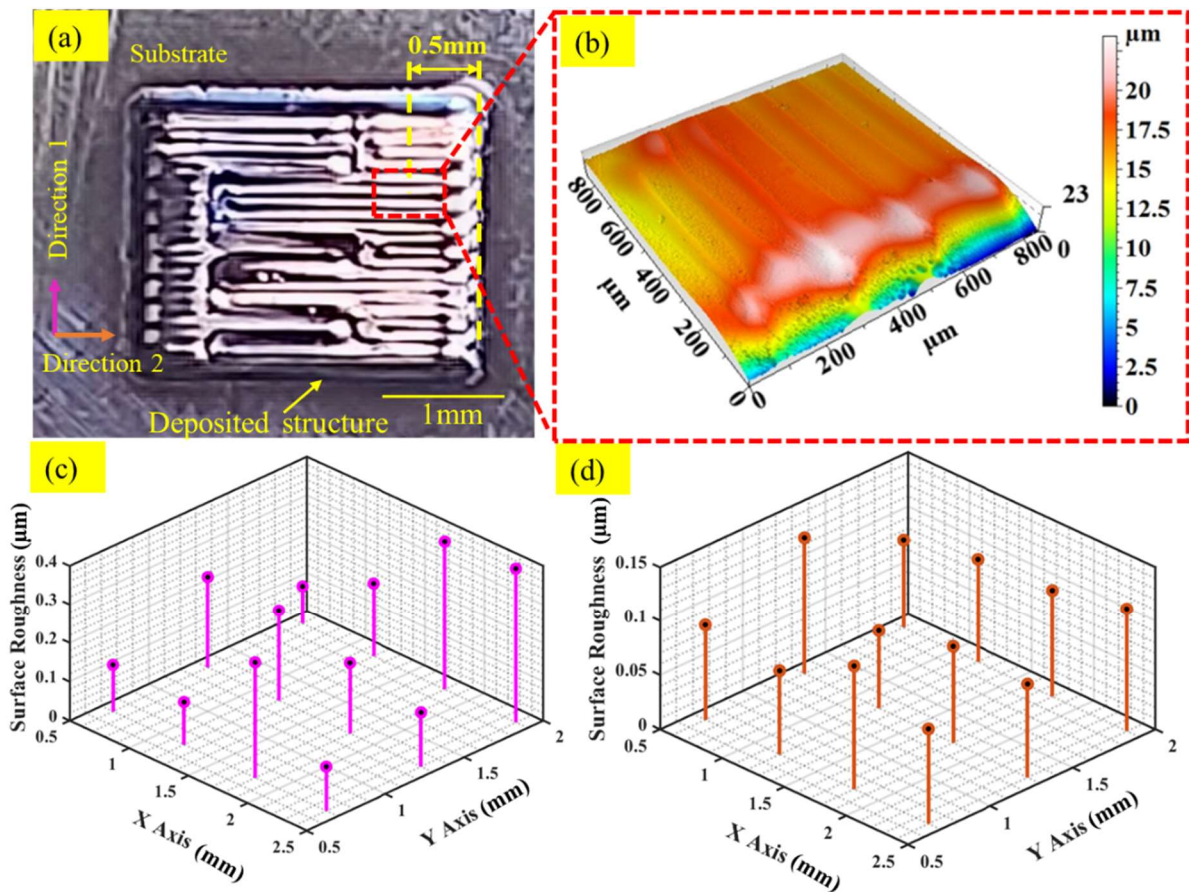 (a)
Substrate
0.5mm
Direction 1
Direction 2
Deposited structure
1mm
(b)
µm
20
17.5
15
12.5
10
7.5
5
2.5
0
23
0
800
600
400
200
0
µm
0
200
400
600
800
µm
(c)
Surface Roughness (µm)
0.4
0.3
0.2
0.1
0
0.5
1
1.5
2
2.5
X Axis (mm)
0.5
1
1.5
2
Y Axis (mm)
(d)
Surface Roughness (µm)
0.15
0.1
0.05
0
0.5
1
1.5
2
2.5
X Axis (mm)
0.5
1
1.5
2
Y Axis (mm)